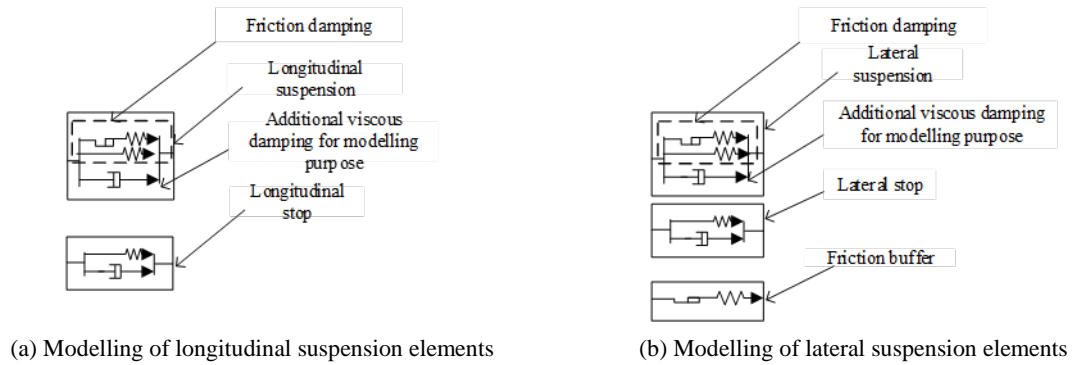 Friction damping
Longitudinal
suspension
Additional viscous
damping for modelling
purpose
Longitudinal
stop
(a) Modelling of longitudinal suspension elements
Friction damping
Lateral
suspension
Additional viscous damping
for modelling purpose
Lateral stop
Friction buffer
(b) Modelling of lateral suspension elements